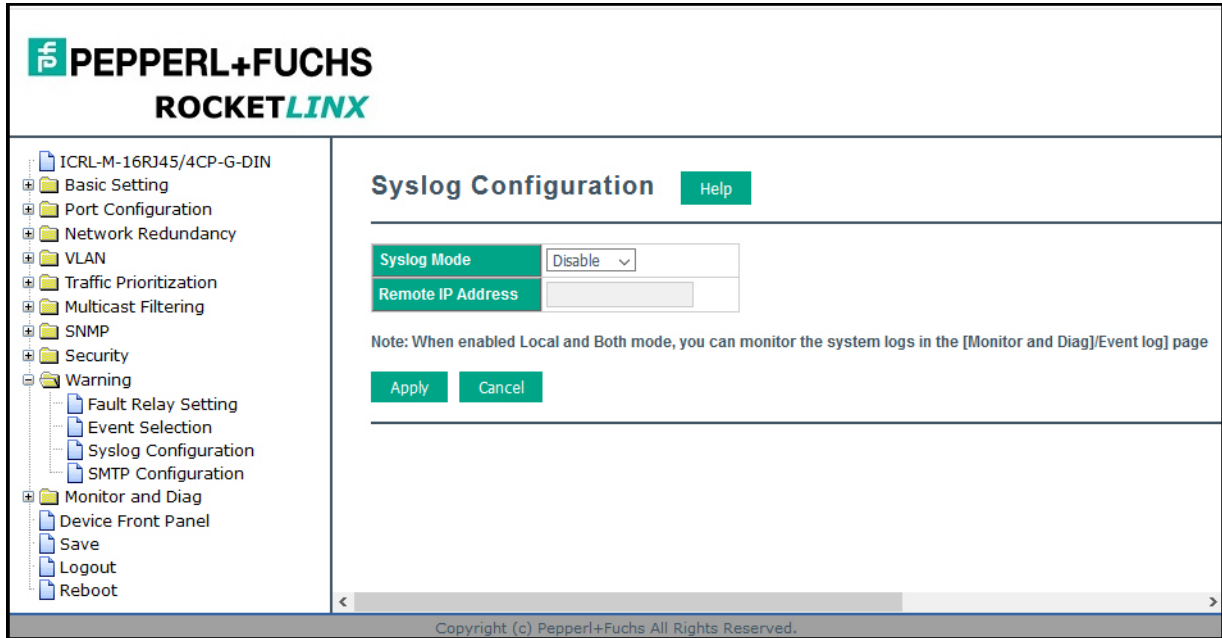 PEPPERL+FUCHS
ROCKETLINX
ICRL-M-16RJ45/4CP-G-DIN
Basic Setting
Port Configuration
Network Redundancy
VLAN
Traffic Prioritization
Multicast Filtering
SNMP
Security
Warning
Fault Relay Setting
Event Selection
Syslog Configuration
SMTP Configuration
Monitor and Diag
Device Front Panel
Save
Logout
Reboot
Syslog Configuration Help
Syslog Mode Disable
Remote IP Address
Note: When enabled Local and Both mode, you can monitor the system logs in the [Monitor and Diag]/Event log] page
Apply Cancel
Copyright (c) Pepperl+Fuchs All Rights Reserved.